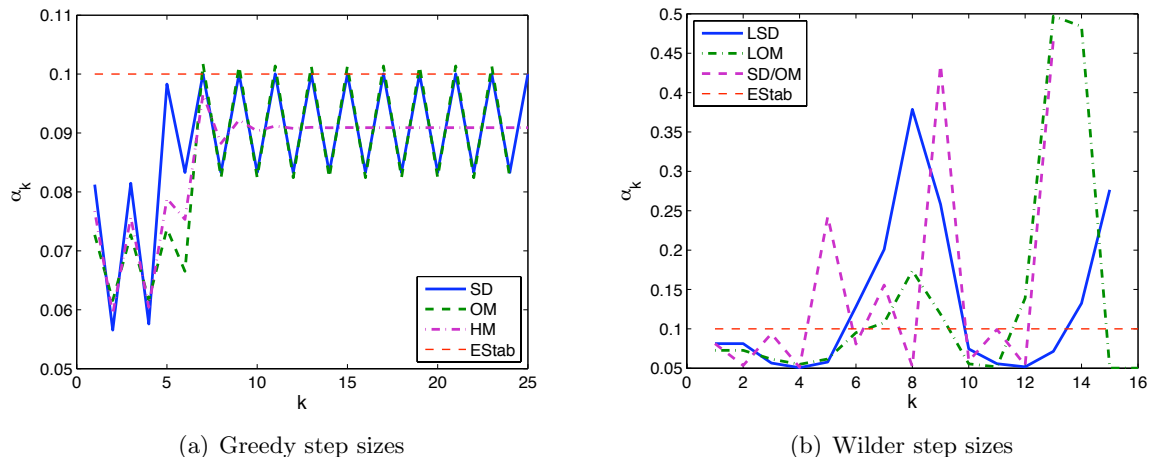 0.11
0.1
0.09
0.08
0.07
0.06
0.05
α_k
0 5 10 15 20 25
k
SD
OM
HM
EStab
(a) Greedy step sizes
0.5
0.45
0.4
0.35
0.3
0.25
0.2
0.15
0.1
0.05
α_k
0 2 4 6 8 10 12 14 16
k
LSD
LOM
SD/OM
EStab
(b) Wilder step sizes